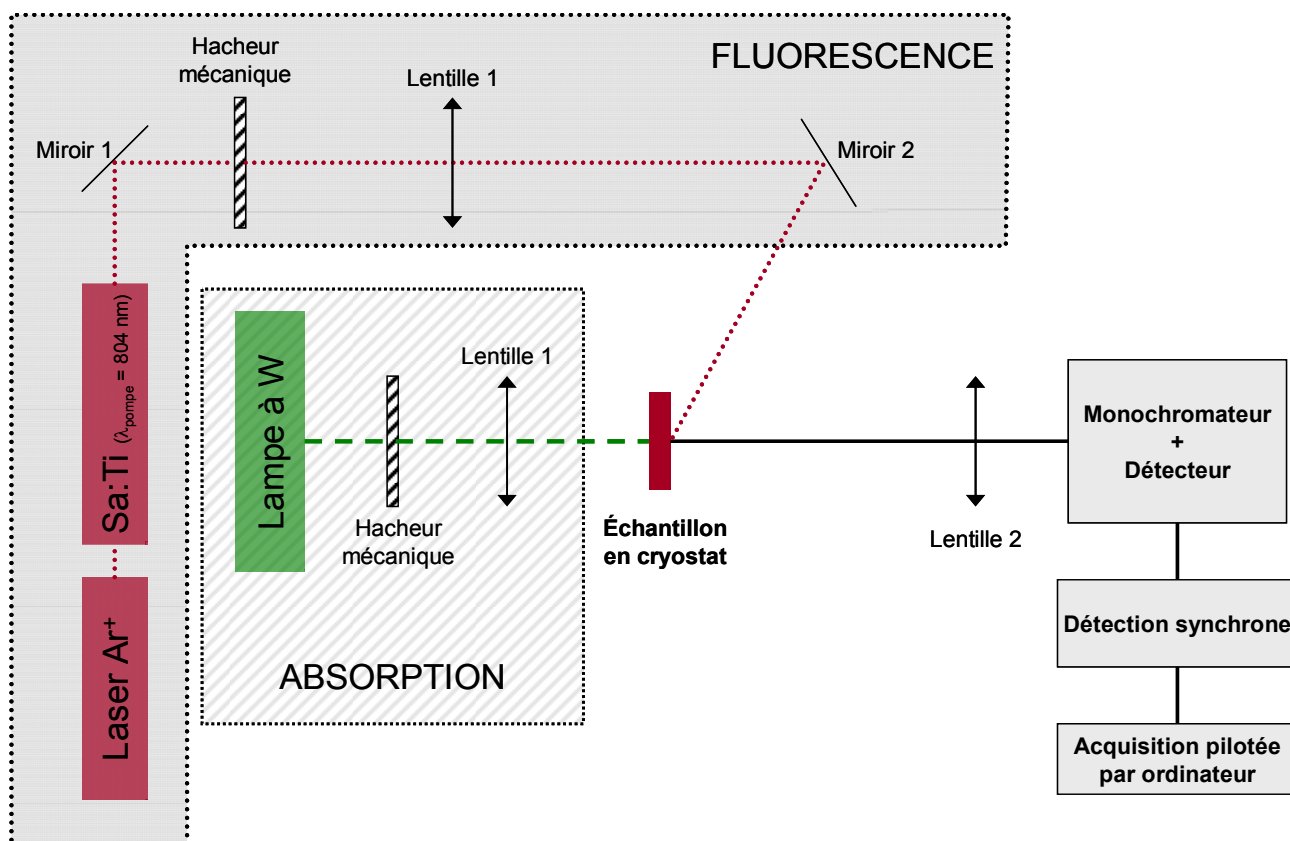 Hacheur
mécanique
FLUORESCENCE
Lentille 1
Miroir 1
Miroir 2
Sa:Ti (λpompe = 804 nm)
Laser Ar+
Lampe à W
Lentille 1
Hacheur
mécanique
ABSORPTION
Échantillon
en cryostat
Lentille 2
Monochromateur
+
Détecteur
Détection synchrone
Acquisition pilotée
par ordinateur